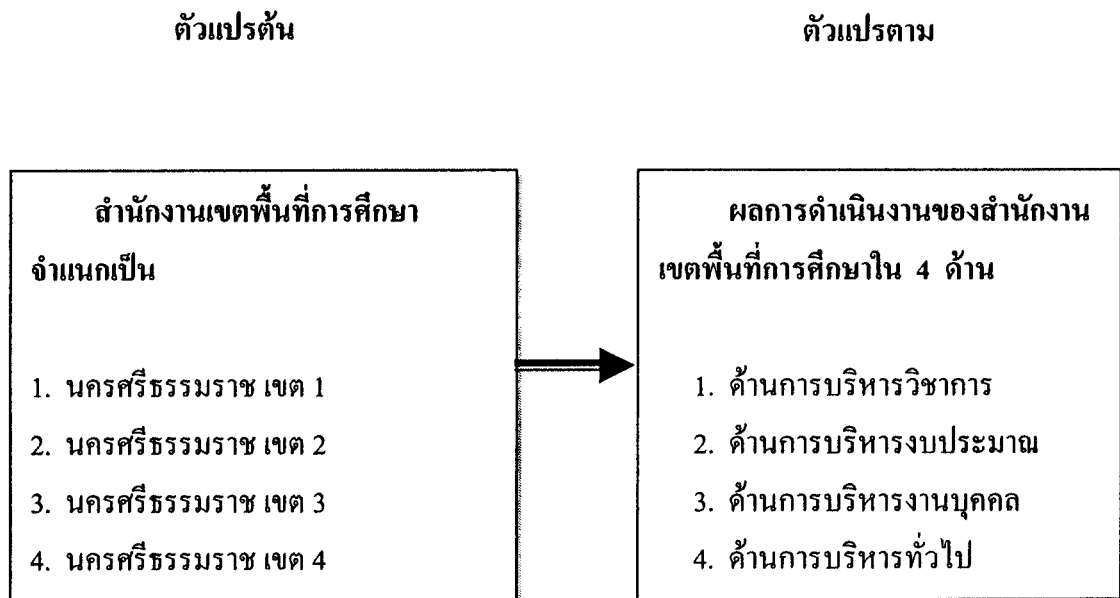 ตัวแปรต้น
ตัวแปรตาม
สำนักงานเขตพื้นที่การศึกษา
จำแนกเป็น
1. นครศรีธรรมราช เขต 1
2. นครศรีธรรมราช เขต 2
3. นครศรีธรรมราช เขต 3
4. นครศรีธรรมราช เขต 4
ผลการดำเนินงานของสำนักงาน
เขตพื้นที่การศึกษาใน 4 ด้าน
1. ด้านการบริหารวิชาการ
2. ด้านการบริหารงบประมาณ
3. ด้านการบริหารงานบุคคล
4. ด้านการบริหารทั่วไป